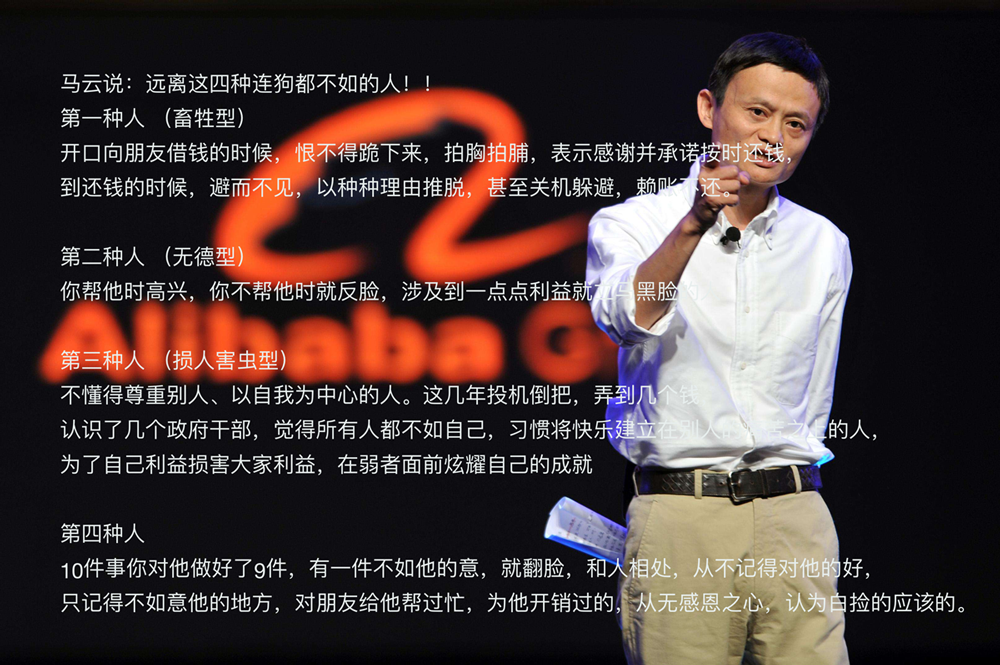 马云说：远离这四种连狗都不如的人！！
第一种人 （畜牲型）
开口向朋友借钱的时候，恨不得跪下来，拍胸拍脯，表示感谢并承诺按时还钱，
到还钱的时候，避而不见，以种种理由推脱，甚至关机躲避，赖账不还。
第二种人 （无德型）
你帮他时高兴，你不帮他时就反脸，涉及到一点点利益就立马黑脸的
Alibaba G
第三种人 （损人害虫型）
不懂得尊重别人、以自我为中心的人。这几年投机倒把，弄到几个钱
认识了几个政府干部，觉得所有人都不如自己，习惯将快乐建立在别人的痛苦之上的人，
为了自己利益损害大家利益，在弱者面前炫耀自己的成就
第四种人
10件事你对他做好了9件，有一件不如他的意，就翻脸，和人相处，从不记得对他的好，
只记得不如意他的地方，对朋友给他帮过忙，为他开销过的，从无感恩之心，认为白捡的应该的。